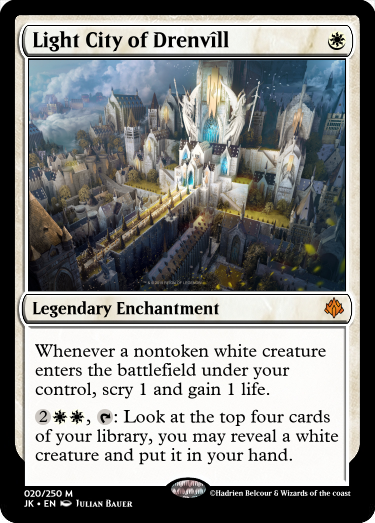 Light City of Drenvîll
Legendary Enchantment
Whenever a nontoken white creature
enters the battlefield under your
control, scry 1 and gain 1 life.
2, : Look at the top four cards
of your library, you may reveal a white
creature and put it in your hand.
020/250 M
JK • EN Julian Bauer
©Hadrien Belcour & Wizards of the coast